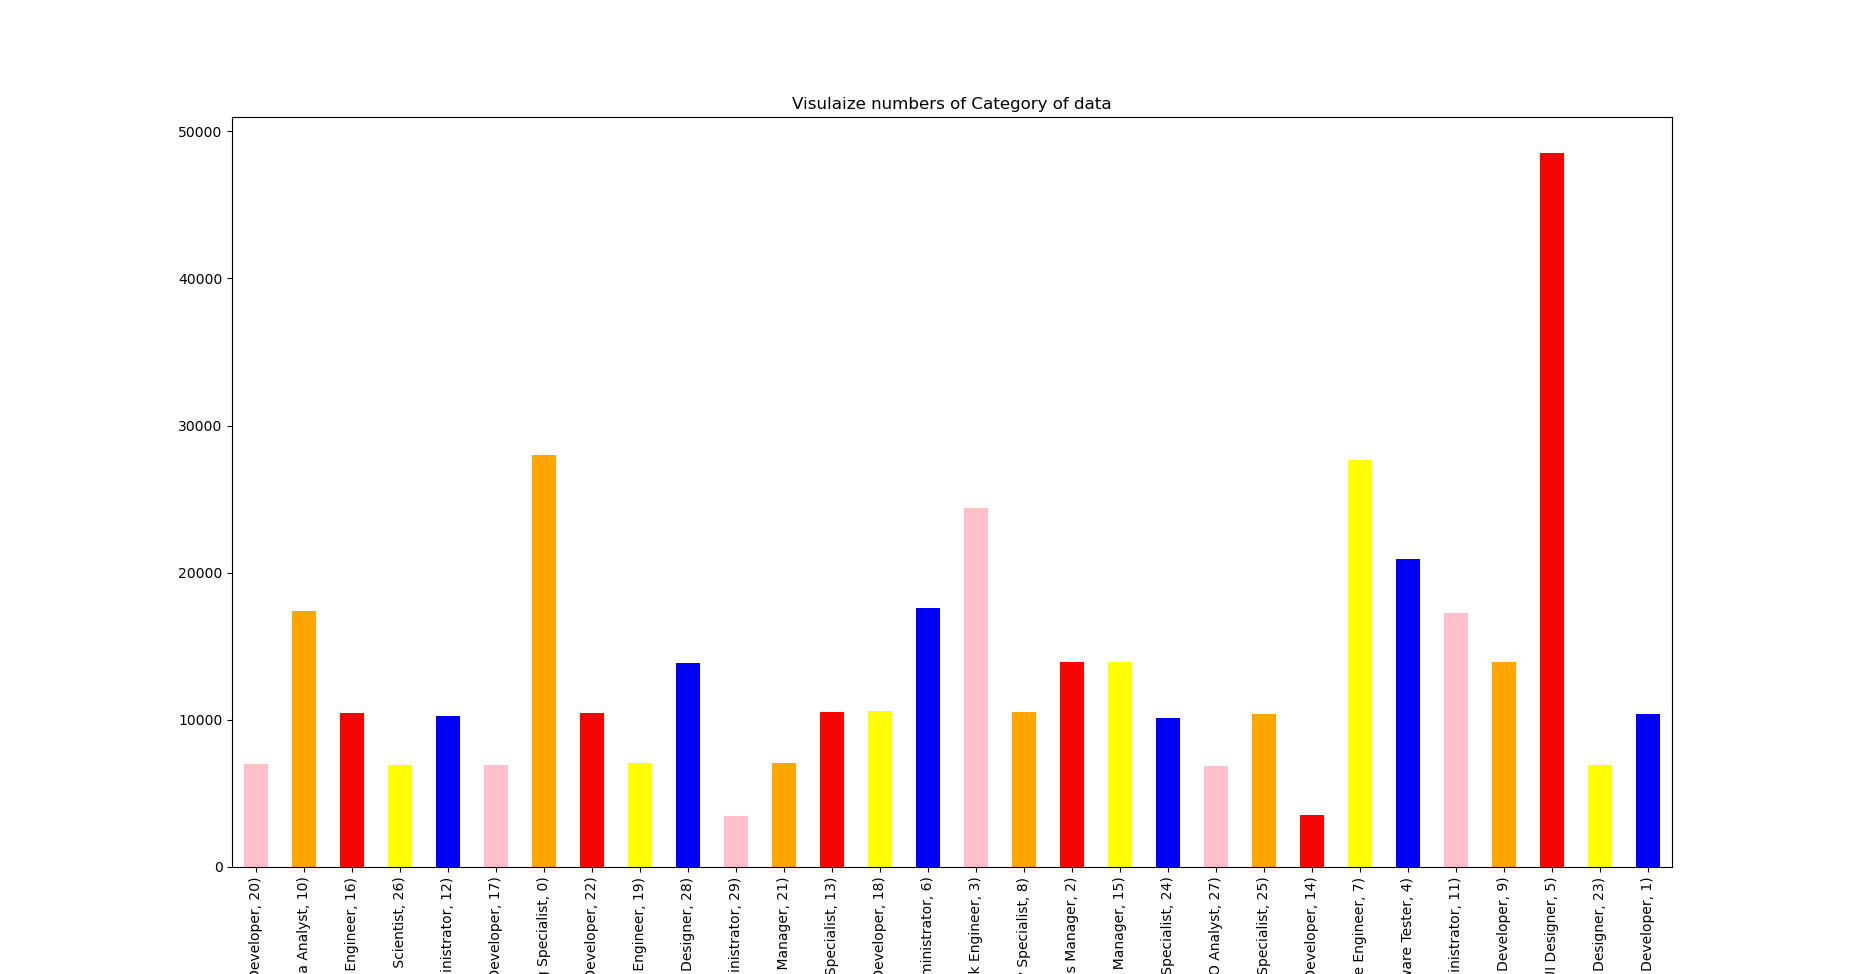 Visulaize numbers of Category of data
50000
40000
30000
20000
10000
0
Developer, 20)
a Analyst, 10)
Engineer, 16)
Scientist, 26)
inistrator, 12)
Developer, 17)
Specialist, 0)
Developer, 22)
Engineer, 19)
Designer, 28)
inistrator, 29)
Manager, 21)
Specialist, 13)
Developer, 18)
ministrator, 6)
k Engineer, 3)
Specialist, 8)
s Manager, 2)
Manager, 15)
Specialist, 24)
O Analyst, 27)
Specialist, 25)
Developer, 14)
e Engineer, 7)
ware Tester, 4)
inistrator, 11)
Developer, 9)
UI Designer, 5)
Designer, 23)
Developer, 1)